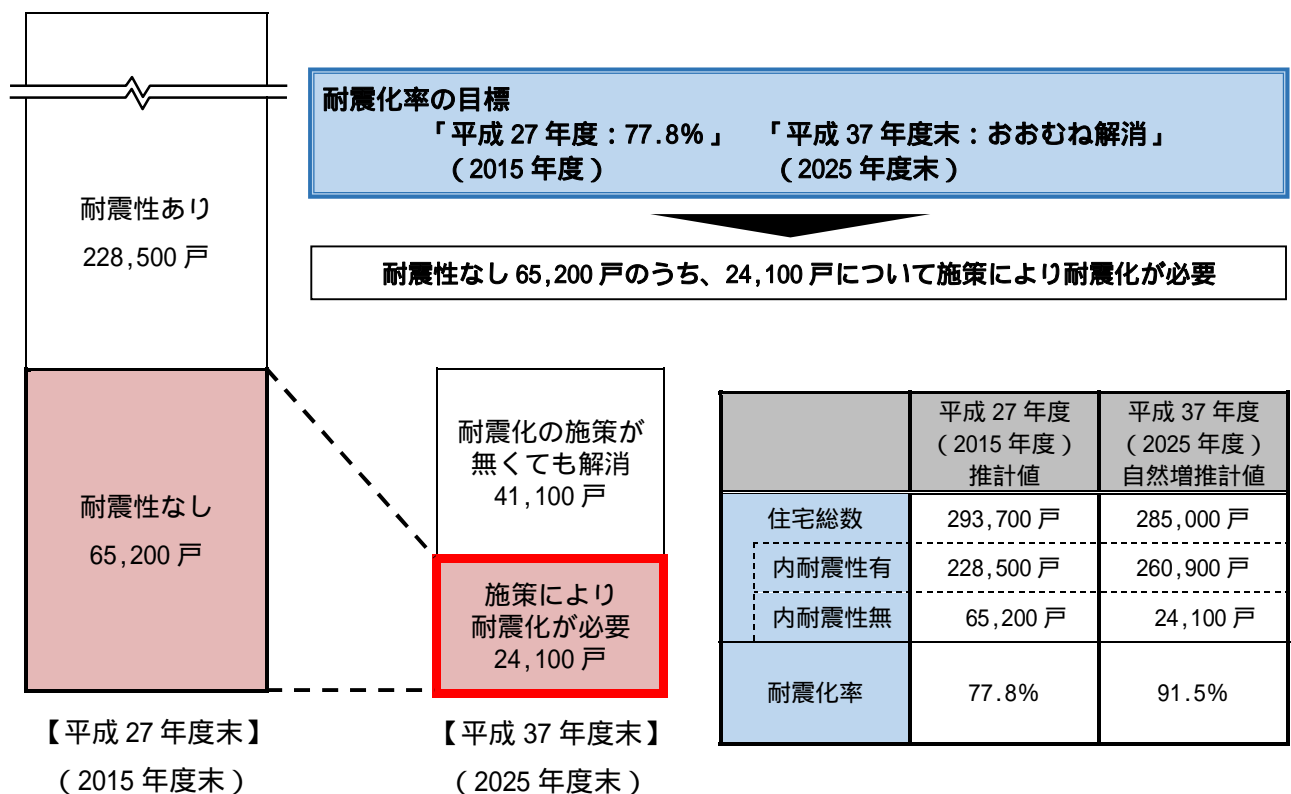 耐震化率の目標
「平成 27 年度：77.8%」 「平成 37 年度末：おおむね解消」
（2015 年度） （2025 年度末）
耐震性なし 65,200 戸のうち、24,100 戸について施策により耐震化が必要
耐震性あり
228,500 戸
耐震性なし
65,200 戸
【平成 27 年度末】
（2015 年度末）
耐震化の施策が
無くても解消
41,100 戸
施策により
耐震化が必要
24,100 戸
【平成 37 年度末】
（2025 年度末）
平成 27 年度 平成 37 年度
（2015 年度） （2025 年度）
推計値 自然増推計値
住宅総数 293,700 戸 285,000 戸
内耐震性有 228,500 戸 260,900 戸
内耐震性無 65,200 戸 24,100 戸
耐震化率 77.8% 91.5%